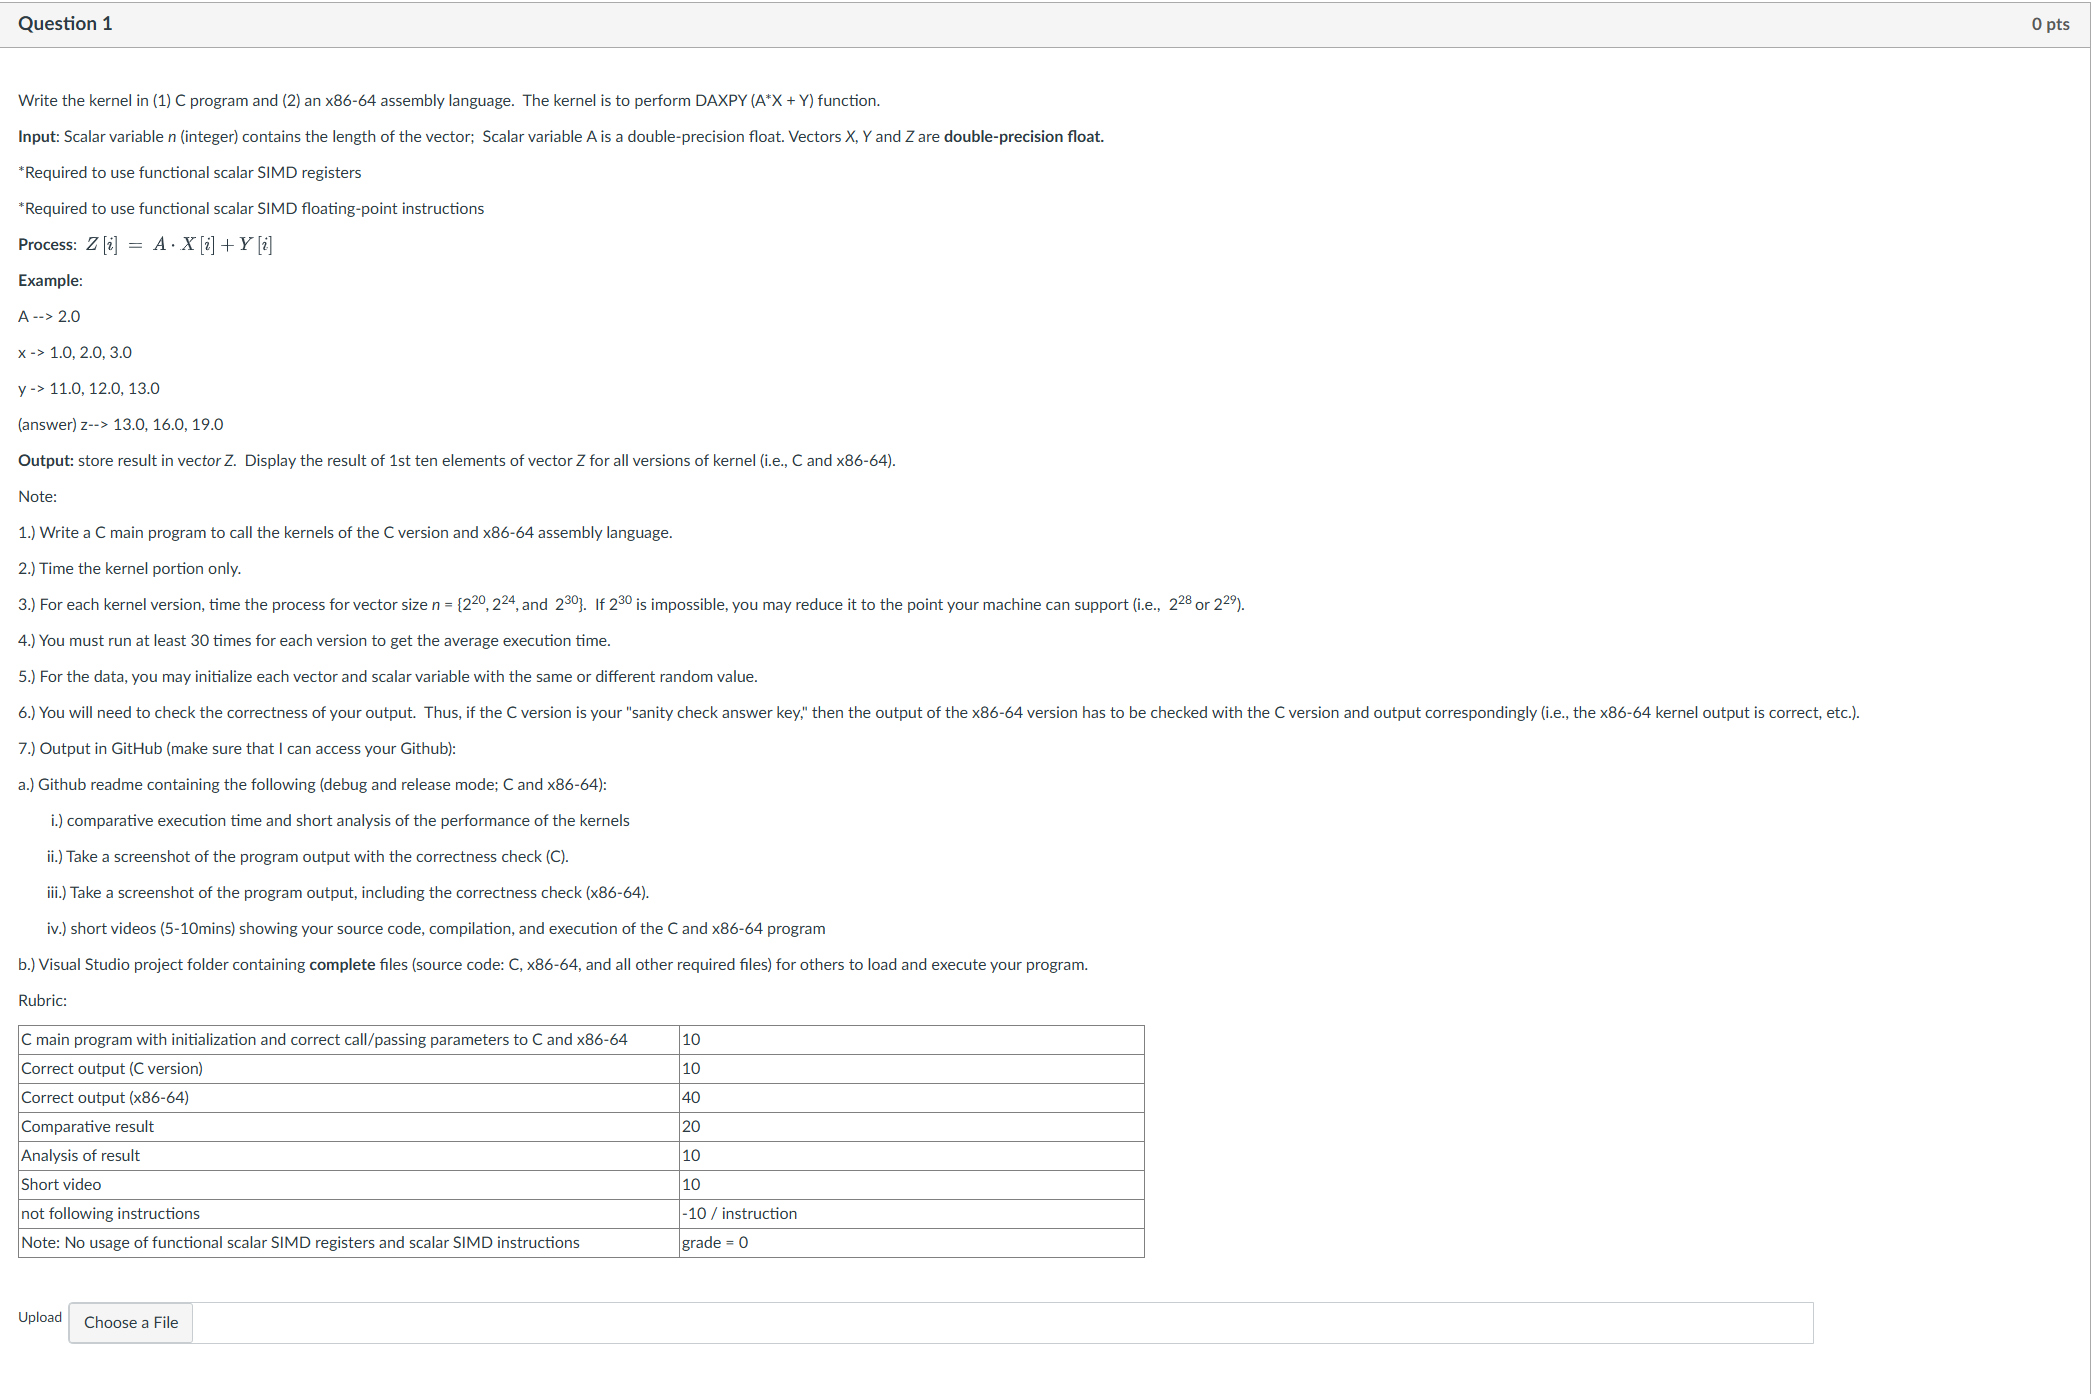 Question 1
0 pts
Write the kernel in (1) C program and (2) an x86-64 assembly language.  The kernel is to perform DAXPY (A*X + Y) function.
Input: Scalar variable n (integer) contains the length of the vector;  Scalar variable A is a double-precision float. Vectors X, Y and Z are double-precision float.
*Required to use functional scalar SIMD registers
*Required to use functional scalar SIMD floating-point instructions
Process:  Z [i]  =  A · X [i] + Y [i]
Example:
A --> 2.0
x -> 1.0, 2.0, 3.0
y -> 11.0, 12.0, 13.0
(answer) z--> 13.0, 16.0, 19.0
Output: store result in vector Z.  Display the result of 1st ten elements of vector Z for all versions of kernel (i.e., C and x86-64).
Note:
1.) Write a C main program to call the kernels of the C version and x86-64 assembly language.
2.) Time the kernel portion only.
3.) For each kernel version, time the process for vector size n = {2²⁰, 2²⁴, and  2³⁰}.  If 2³⁰ is impossible, you may reduce it to the point your machine can support (i.e.,  2²⁸ or 2²⁹).
4.) You must run at least 30 times for each version to get the average execution time.
5.) For the data, you may initialize each vector and scalar variable with the same or different random value.
6.) You will need to check the correctness of your output.  Thus, if the C version is your "sanity check answer key," then the output of the x86-64 version has to be checked with the C version and output correspondingly (i.e., the x86-64 kernel output is correct, etc.).
7.) Output in GitHub (make sure that I can access your Github):
a.) Github readme containing the following (debug and release mode; C and x86-64):
i.) comparative execution time and short analysis of the performance of the kernels
ii.) Take a screenshot of the program output with the correctness check (C).
iii.) Take a screenshot of the program output, including the correctness check (x86-64).
iv.) short videos (5-10mins) showing your source code, compilation, and execution of the C and x86-64 program
b.) Visual Studio project folder containing complete files (source code: C, x86-64, and all other required files) for others to load and execute your program.
Rubric:
C main program with initialization and correct call/passing parameters to C and x86-64 10
Correct output (C version) 10
Correct output (x86-64) 40
Comparative result 20
Analysis of result 10
Short video 10
not following instructions -10 / instruction
Note: No usage of functional scalar SIMD registers and scalar SIMD instructions grade = 0
Upload Choose a File